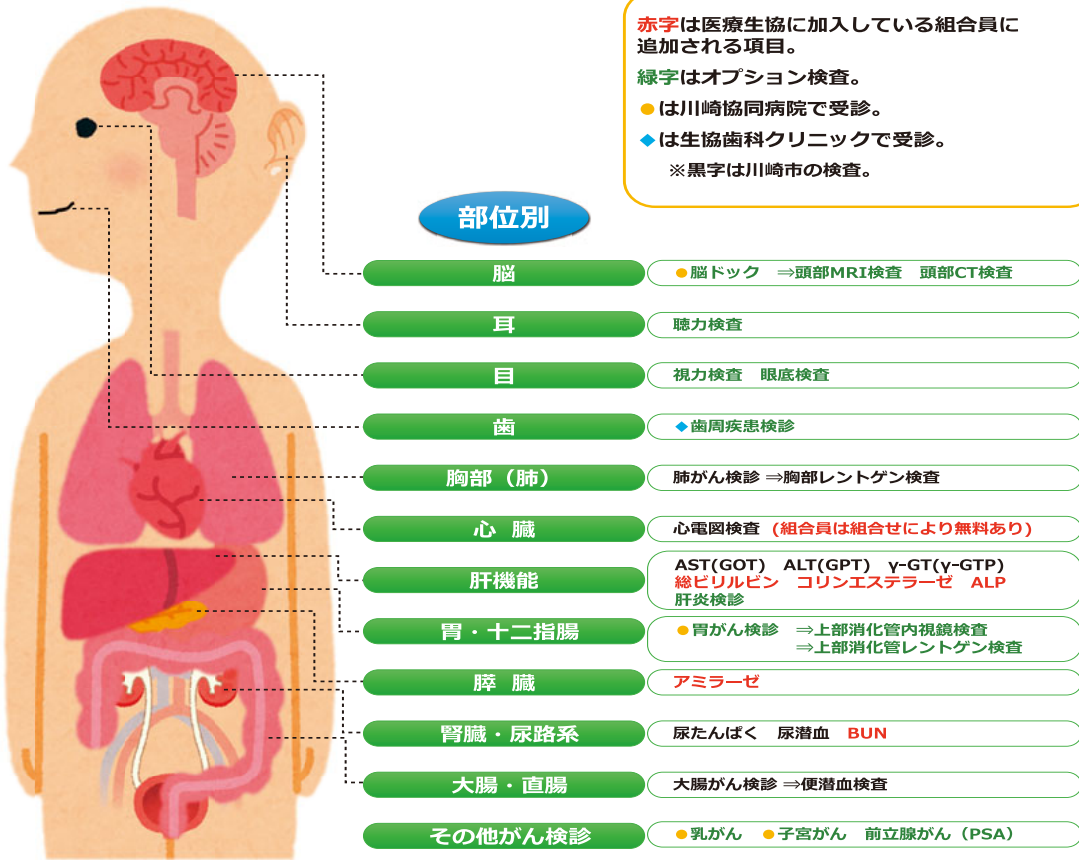 赤字は医療生協に加入している組合員に
追加される項目。
緑字はオプション検査。
●は川崎協同病院で受診。
◆は生協歯科クリニックで受診。
※黒字は川崎市の検査。
部位別
脳 ●脳ドック ⇒頭部MRI検査 頭部CT検査
耳 聴力検査
目 視力検査 眼底検査
歯 ◆歯周疾患検診
胸部（肺） 肺がん検診 ⇒胸部レントゲン検査
心 臓 心電図検査 (組合員は組合せにより無料あり)
肝機能 AST(GOT) ALT(GPT) γ-GT(γ-GTP)
総ビリルビン コリンエステラーゼ ALP
肝炎検診
胃・十二指腸 ●胃がん検診 ⇒上部消化管内視鏡検査
⇒上部消化管レントゲン検査
膵 臓 アミラーゼ
腎臓・尿路系 尿たんぱく 尿潜血 BUN
大腸・直腸 大腸がん検診 ⇒便潜血検査
その他がん検診 ●乳がん ●子宮がん 前立腺がん（PSA）